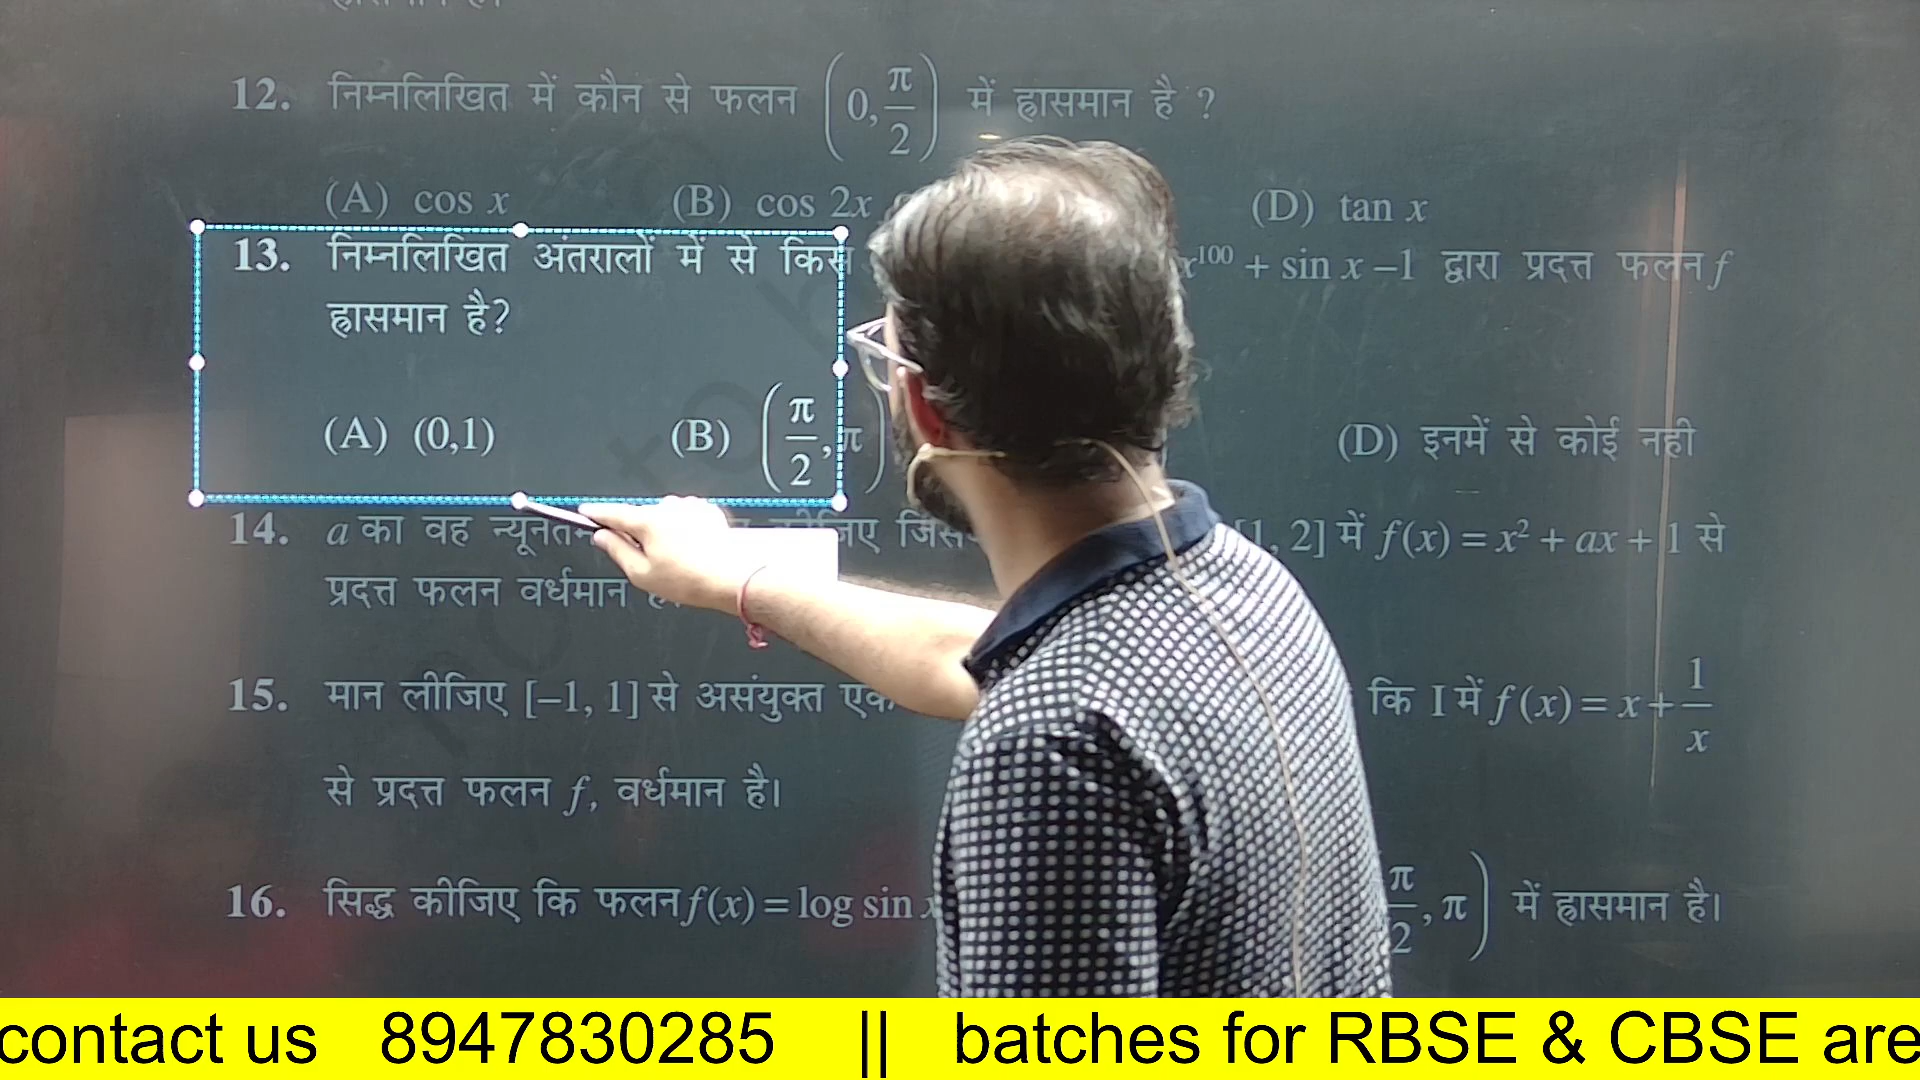 12. निम्नलिखित में कौन से फलन (0, π/2) में ह्रासमान है ?
(A) cos x (B) cos 2x (D) tan x
13. निम्नलिखित अंतरालों में से किस x¹⁰⁰ + sin x –1 द्वारा प्रदत्त फलन f
ह्रासमान है?
(A) (0,1) (B) (π/2, π) (D) इनमें से कोई नही
14. a का वह 1, 2] में f(x) = x² + ax + 1 से
प्रदत्त फलन वर्धमान
15. मान लीजिए [–1, 1] से असंयुक्त कि I में f(x) = x + 1/x
से प्रदत्त फलन f, वर्धमान है।
16. सिद्ध कीजिए कि फलन f(x) = log sin π/2, π) में ह्रासमान है।
contact us 8947830285 || batches for RBSE & CBSE are